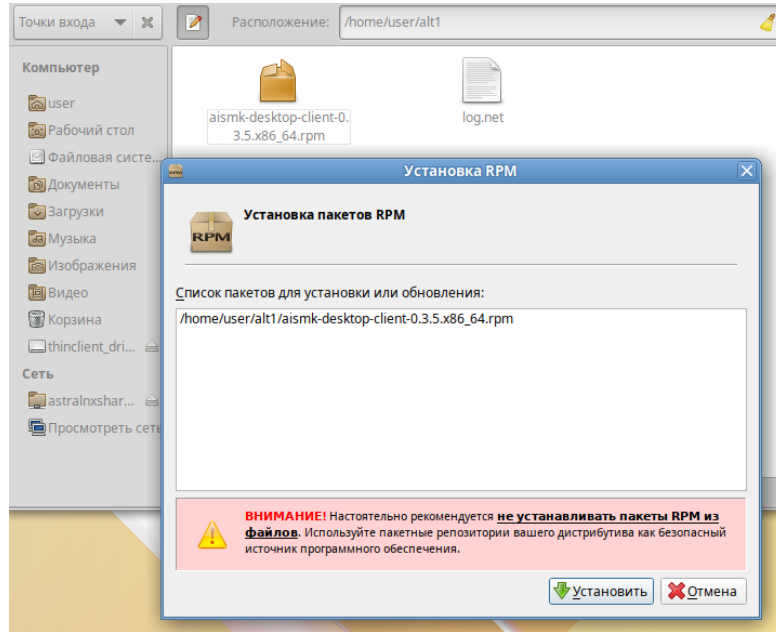 Точки входа
Расположение:
/home/user/alt1
Компьютер
user
Рабочий стол
Файловая систе...
Документы
Загрузки
Музыка
Изображения
Видео
Корзина
thinclient_dri...
Сеть
astralnxshar...
Просмотреть сеть
aismk-desktop-client-0.
3.5.x86_64.rpm
log.net
Установка RPM
RPM
Установка пакетов RPM
Список пакетов для установки или обновления:
/home/user/alt1/aismk-desktop-client-0.3.5.x86_64.rpm
ВНИМАНИЕ! Настоятельно рекомендуется не устанавливать пакеты RPM из
файлов. Используйте пакетные репозитории вашего дистрибутива как безопасный
источник программного обеспечения.
Установить
Отмена